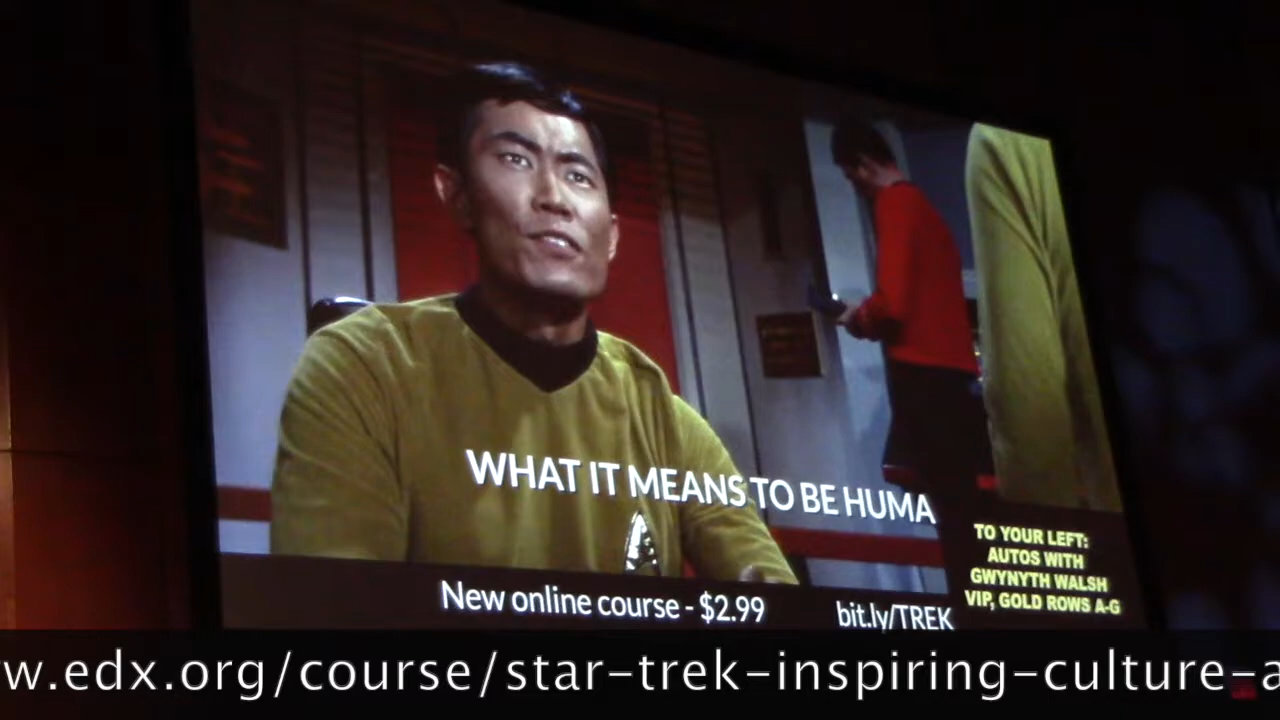 WHAT IT MEANS TO BE HUMA
TO YOUR LEFT:
AUTOS WITH
GWYNYTH WALSH
VIP, GOLD ROWS A-G
New online course - $2.99
bit.ly/TREK
w.edx.org/course/star-trek-inspiring-culture-a